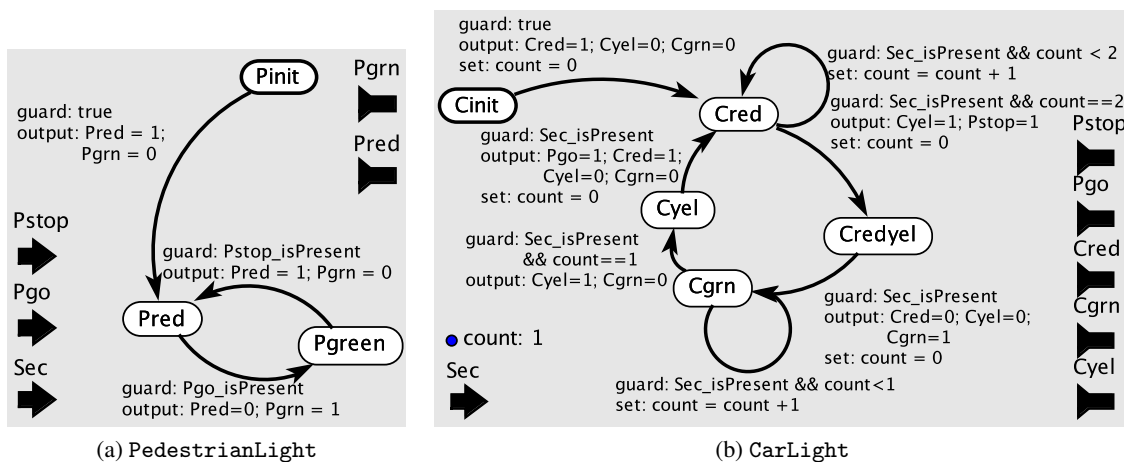 Pinit
Pgrn
guard: true
output: Pred = 1;
Pgrn = 0
Pred
Pstop
guard: Pstop_isPresent
output: Pred = 1; Pgrn = 0
Pgo
Pred
Pgreen
Sec
guard: Pgo_isPresent
output: Pred=0; Pgrn = 1
(a) PedestrianLight
guard: true
output: Cred=1; Cyel=0; Cgrn=0
set: count = 0
Cinit
Cred
guard: Sec_isPresent && count < 2
set: count = count + 1
guard: Sec_isPresent && count==2
output: Cyel=1; Pstop=1
set: count = 0
guard: Sec_isPresent
output: Pgo=1; Cred=1;
Cyel=0; Cgrn=0
set: count = 0
Cyel
Credyel
guard: Sec_isPresent
&& count==1
output: Cyel=1; Cgrn=0
Cgrn
guard: Sec_isPresent
output: Cred=0; Cyel=0;
Cgrn=1
set: count = 0
count: 1
Sec
guard: Sec_isPresent && count<1
set: count = count +1
Pstop
Pgo
Cred
Cgrn
Cyel
(b) CarLight